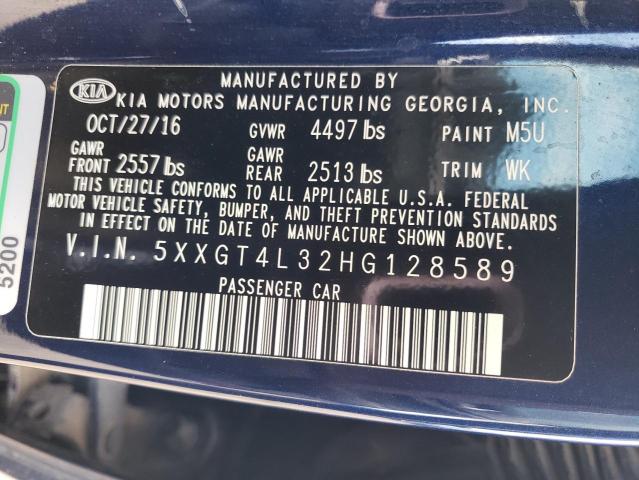 MANUFACTURED BY
KIA KIA MOTORS MANUFACTURING GEORGIA, INC.
OCT/27/16 GVWR 4497 lbs PAINT M5U
GAWR FRONT 2557 lbs GAWR REAR 2513 lbs TRIM WK
THIS VEHICLE CONFORMS TO ALL APPLICABLE U.S.A. FEDERAL
MOTOR VEHICLE SAFETY, BUMPER, AND THEFT PREVENTION STANDARDS
IN EFFECT ON THE DATE OF MANUFACTURE SHOWN ABOVE.
V.I.N. 5XXGT4L32HG128589
PASSENGER CAR
5200